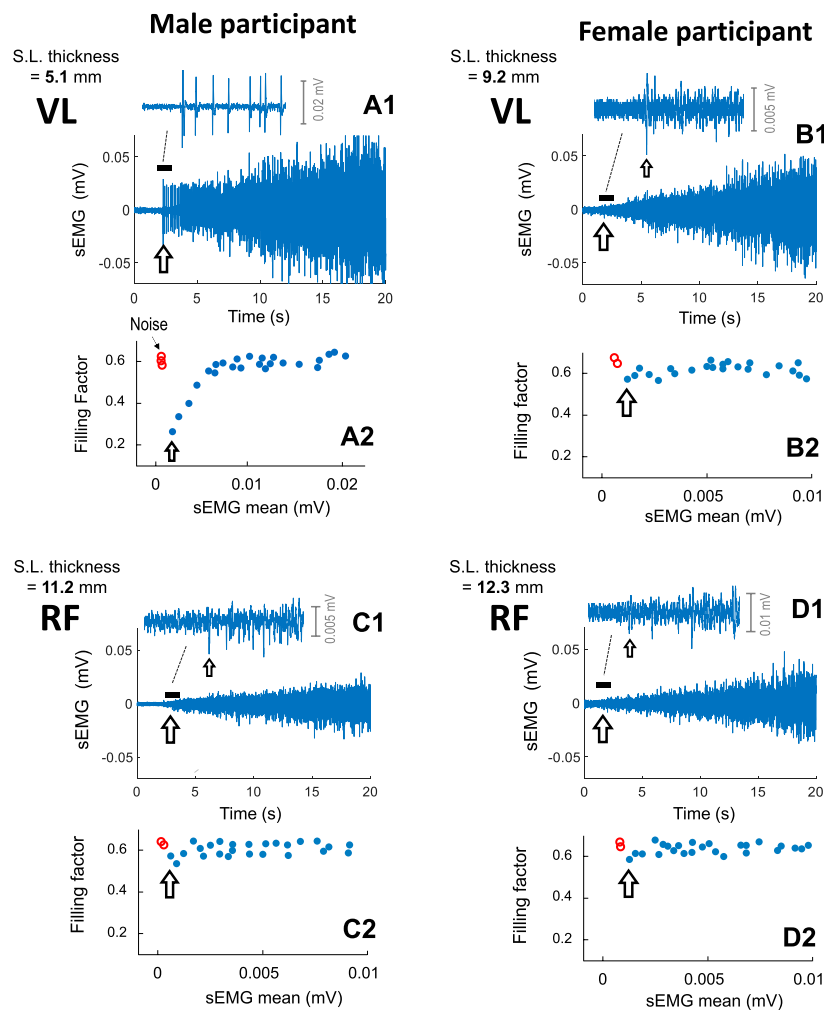 Male participant
Female participant
S.L. thickness
= 5.1 mm
VL
A1
0.02 mV
0.05
0
-0.05
sEMG (mV)
0
5
10
15
20
Time (s)
S.L. thickness
= 9.2 mm
VL
B1
0.005 mV
0.05
0
-0.05
sEMG (mV)
0
5
10
15
20
Time (s)
Noise
0.6
0.4
0.2
Filling Factor
A2
0
0.01
0.02
sEMG mean (mV)
0.6
0.4
0.2
Filling factor
B2
0
0.005
0.01
sEMG mean (mV)
S.L. thickness
= 11.2 mm
RF
C1
0.005 mV
0.05
0
-0.05
sEMG (mV)
0
5
10
15
20
Time (s)
S.L. thickness
= 12.3 mm
RF
D1
0.01 mV
0.05
0
-0.05
sEMG (mV)
0
5
10
15
20
Time (s)
0.6
0.4
0.2
Filling factor
C2
0
0.005
0.01
sEMG mean (mV)
0.6
0.4
0.2
Filling factor
D2
0
0.005
0.01
sEMG mean (mV)